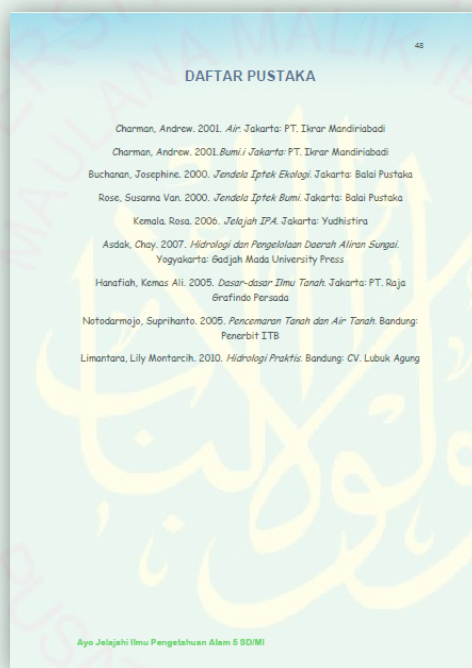 48
DAFTAR PUSTAKA
Charman, Andrew. 2001. Air. Jakarta: PT. Ikrar Mandiriabadi
Charman, Andrew. 2001.Bumi.i Jakarta: PT. Ikrar Mandiriabadi
Buchanan, Josephine. 2000. Jendela Iptek Ekologi. Jakarta: Balai Pustaka
Rose, Susanna Van. 2000. Jendela Iptek Bumi. Jakarta: Balai Pustaka
Kemala. Rosa. 2006. Jelajah IPA. Jakarta: Yudhistira
Asdak, Chay. 2007. Hidrologi dan Pengelolaan Daerah Aliran Sungai.
Yogyakarta: Gadjah Mada University Press
Hanafiah, Kemas Ali. 2005. Dasar-dasar Ilmu Tanah. Jakarta: PT. Raja
Grafindo Persada
Notodarmojo, Suprihanto. 2005. Pencemaran Tanah dan Air Tanah. Bandung:
Penerbit ITB
Limantara, Lily Montarcih. 2010. Hidrologi Praktis. Bandung: CV. Lubuk Agung
Ayo Jelajahi Ilmu Pengetahuan Alam 5 SD/MI
MAULANA MALIK